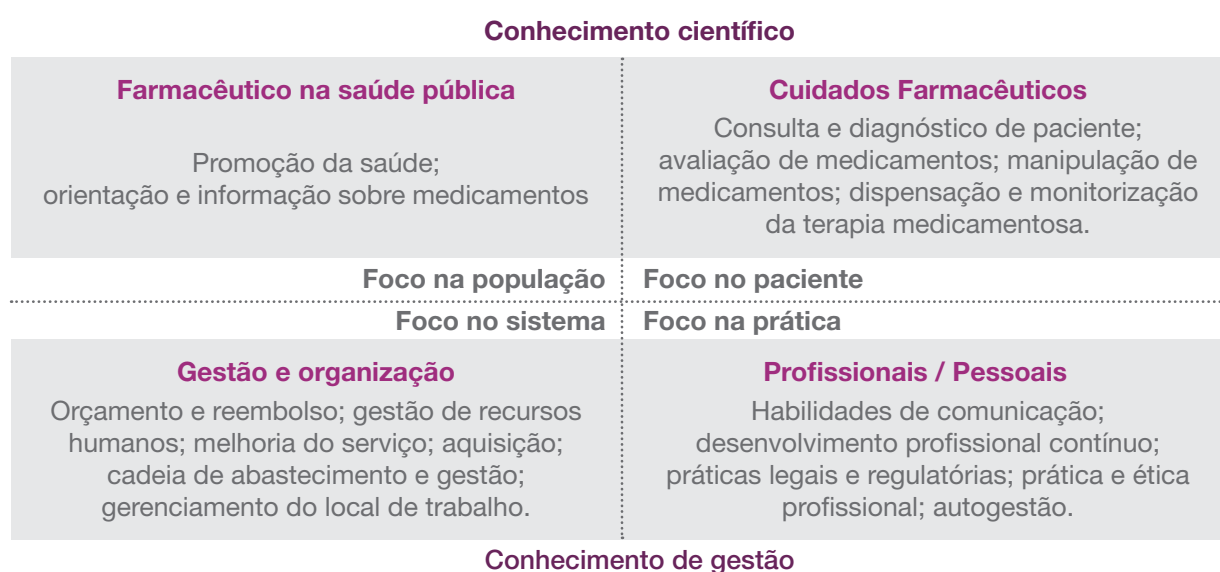 Conhecimento científico
Farmacêutico na saúde pública
Promoção da saúde;
orientação e informação sobre medicamentos
Cuidados Farmacêuticos
Consulta e diagnóstico de paciente;
avaliação de medicamentos; manipulação de
medicamentos; dispensação e monitorização
da terapia medicamentosa.
Foco na população
Foco no paciente
Foco no sistema
Foco na prática
Gestão e organização
Orçamento e reembolso; gestão de recursos
humanos; melhoria do serviço; aquisição;
cadeia de abastecimento e gestão;
gerenciamento do local de trabalho.
Profissionais / Pessoais
Habilidades de comunicação;
desenvolvimento profissional contínuo;
práticas legais e regulatórias; prática e ética
profissional; autogestão.
Conhecimento de gestão